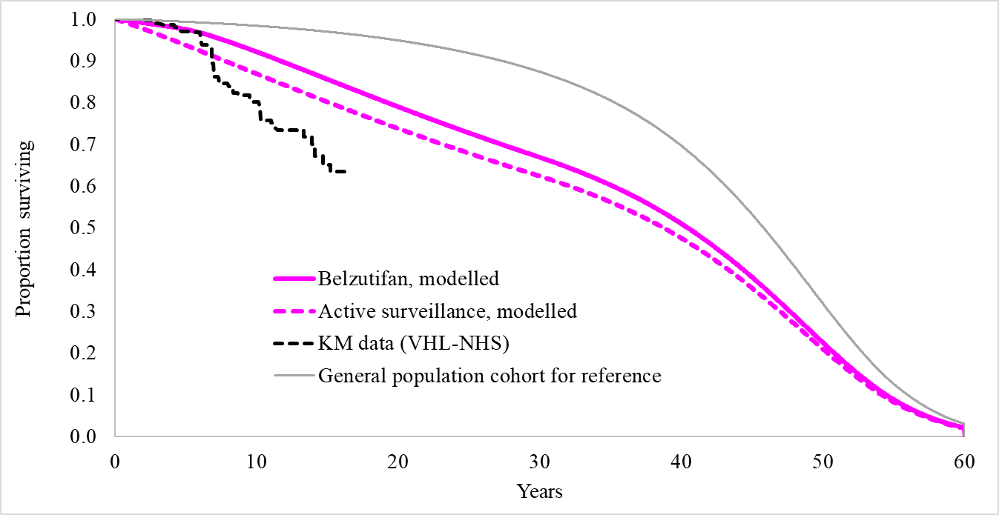 1.0
0.9
0.8
0.7
0.6
0.5
0.4
0.3
0.2
0.1
0.0
Proportion surviving
Belzutifan, modelled
Active surveillance, modelled
KM data (VHL-NHS)
General population cohort for reference
0 10 20 30 40 50 60
Years